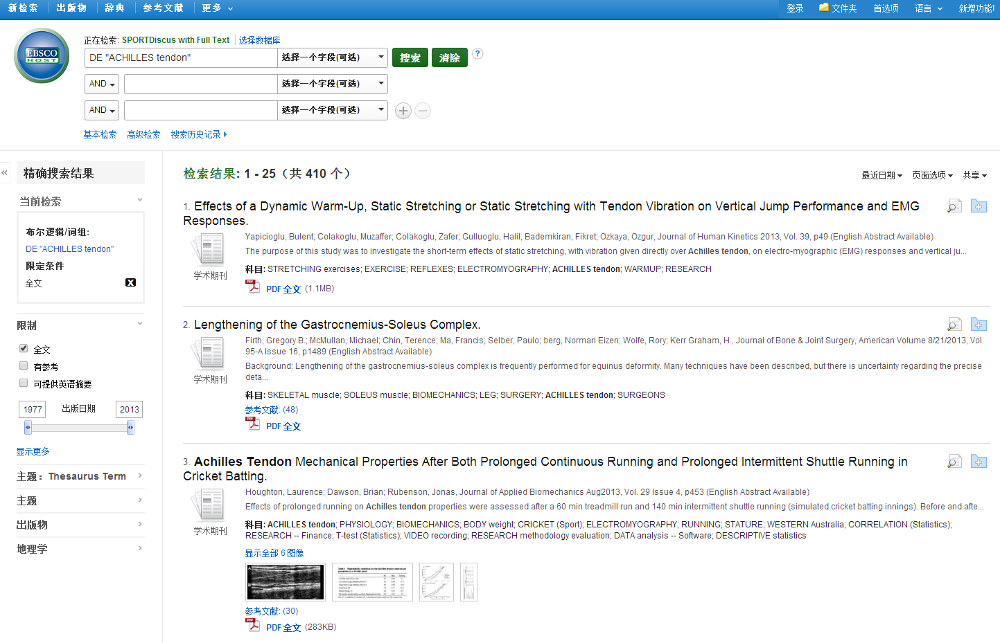 新检索 出版物 辞典 参考文献 更多
登录 文件夹 首选项 语言 新增功能!
EBSCO
HOST
正在检索: SPORTDiscus with Full Text 选择数据库
DE "ACHILLES tendon" 选择一个字段(可选) 搜索 清除 ?
AND 选择一个字段(可选)
AND 选择一个字段(可选)
基本检索 高级检索 搜索历史记录
精确搜索结果
当前检索
布尔逻辑/词组:
DE "ACHILLES tendon"
限定条件
全文
限制
全文
有参考
可提供英语摘要
1977 出版日期 2013
显示更多
主题: Thesaurus Term
主题
出版物
地理学
检索结果: 1 - 25（共 410 个）
最近日期 页面选项 共享
1. Effects of a Dynamic Warm-Up, Static Stretching or Static Stretching with Tendon Vibration on Vertical Jump Performance and EMG
Responses.
学术期刊
Yapicioglu, Bulent; Colakoglu, Muzaffer; Colakoglu, Zafer; Gulluoglu, Halil; Bademkiran, Fikret; Ozkaya, Ozgur, Journal of Human Kinetics 2013, Vol. 39, p49 (English Abstract Available)
The purpose of this study was to investigate the short-term effects of static stretching, with vibration given directly over Achilles tendon, on electro-myographic (EMG) responses and vertical ju...
科目: STRETCHING exercises; EXERCISE; REFLEXES; ELECTROMYOGRAPHY; ACHILLES tendon; WARMUP; RESEARCH
PDF 全文 (1.1MB)
2. Lengthening of the Gastrocnemius-Soleus Complex.
学术期刊
Firth, Gregory B.; McMullan, Michael; Chin, Terence; Ma, Francis; Selber, Paulo; berg, Norman Eizen; Wolfe, Rory; Kerr Graham, H., Journal of Bone & Joint Surgery, American Volume 8/21/2013, Vol.
95-A Issue 16, p1489 (English Abstract Available)
Background: Lengthening of the gastrocnemius-soleus complex is frequently performed for equinus deformity. Many techniques have been described, but there is uncertainty regarding the precise
deta...
科目: SKELETAL muscle; SOLEUS muscle; BIOMECHANICS; LEG; SURGERY; ACHILLES tendon; SURGEONS
参考文献: (48)
PDF 全文
3. Achilles Tendon Mechanical Properties After Both Prolonged Continuous Running and Prolonged Intermittent Shuttle Running in
Cricket Batting.
学术期刊
Houghton, Laurence; Dawson, Brian; Rubenson, Jonas, Journal of Applied Biomechanics Aug2013, Vol. 29 Issue 4, p453 (English Abstract Available)
Effects of prolonged running on Achilles tendon properties were assessed after a 60 min treadmill run and 140 min intermittent shuttle running (simulated cricket batting innings). Before and afte...
科目: ACHILLES tendon; PHYSIOLOGY; BIOMECHANICS; BODY weight; CRICKET (Sport); ELECTROMYOGRAPHY; RUNNING; STATURE; WESTERN Australia; CORRELATION (Statistics);
RESEARCH -- Finance; T-test (Statistics); VIDEO recording; RESEARCH methodology evaluation; DATA analysis -- Software; DESCRIPTIVE statistics
显示全部 6 图像
参考文献: (30)
PDF 全文 (283KB)